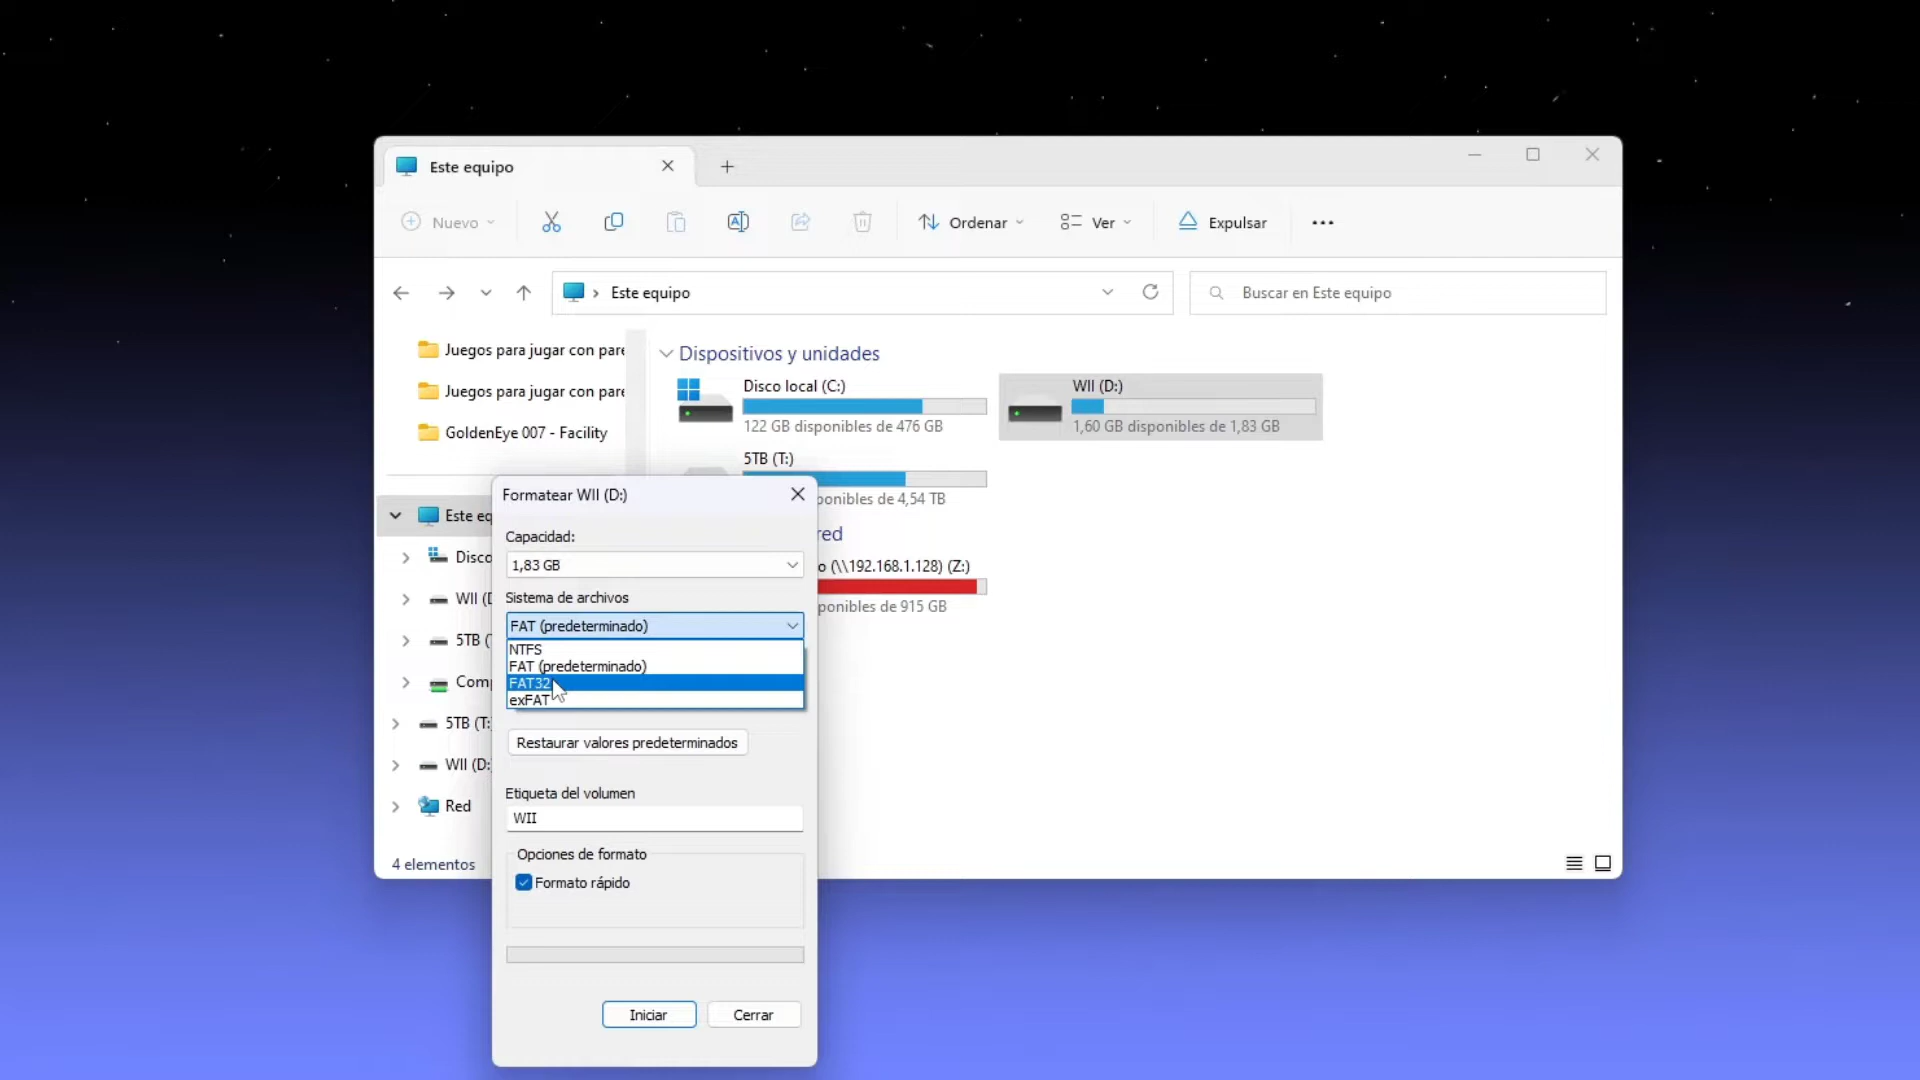 Este equipo
Nuevo
Ordenar
Ver
Expulsar
Este equipo
Buscar en Este equipo
Juegos para jugar con pare
Juegos para jugar con pare
GoldenEye 007 - Facility
Este eq
Disco
WII (D
5TB (
Comp
5TB (T:
WII (D:
Red
4 elementos
Dispositivos y unidades
Disco local (C:)
122 GB disponibles de 476 GB
WII (D:)
1,60 GB disponibles de 1,83 GB
5TB (T:)
ponibles de 4,54 TB
red
o (\\192.168.1.128) (Z:)
ponibles de 915 GB
Formatear WII (D:)
Capacidad:
1,83 GB
Sistema de archivos
FAT (predeterminado)
NTFS
FAT (predeterminado)
FAT32
exFAT
Restaurar valores predeterminados
Etiqueta del volumen
WII
Opciones de formato
Formato rápido
Iniciar
Cerrar